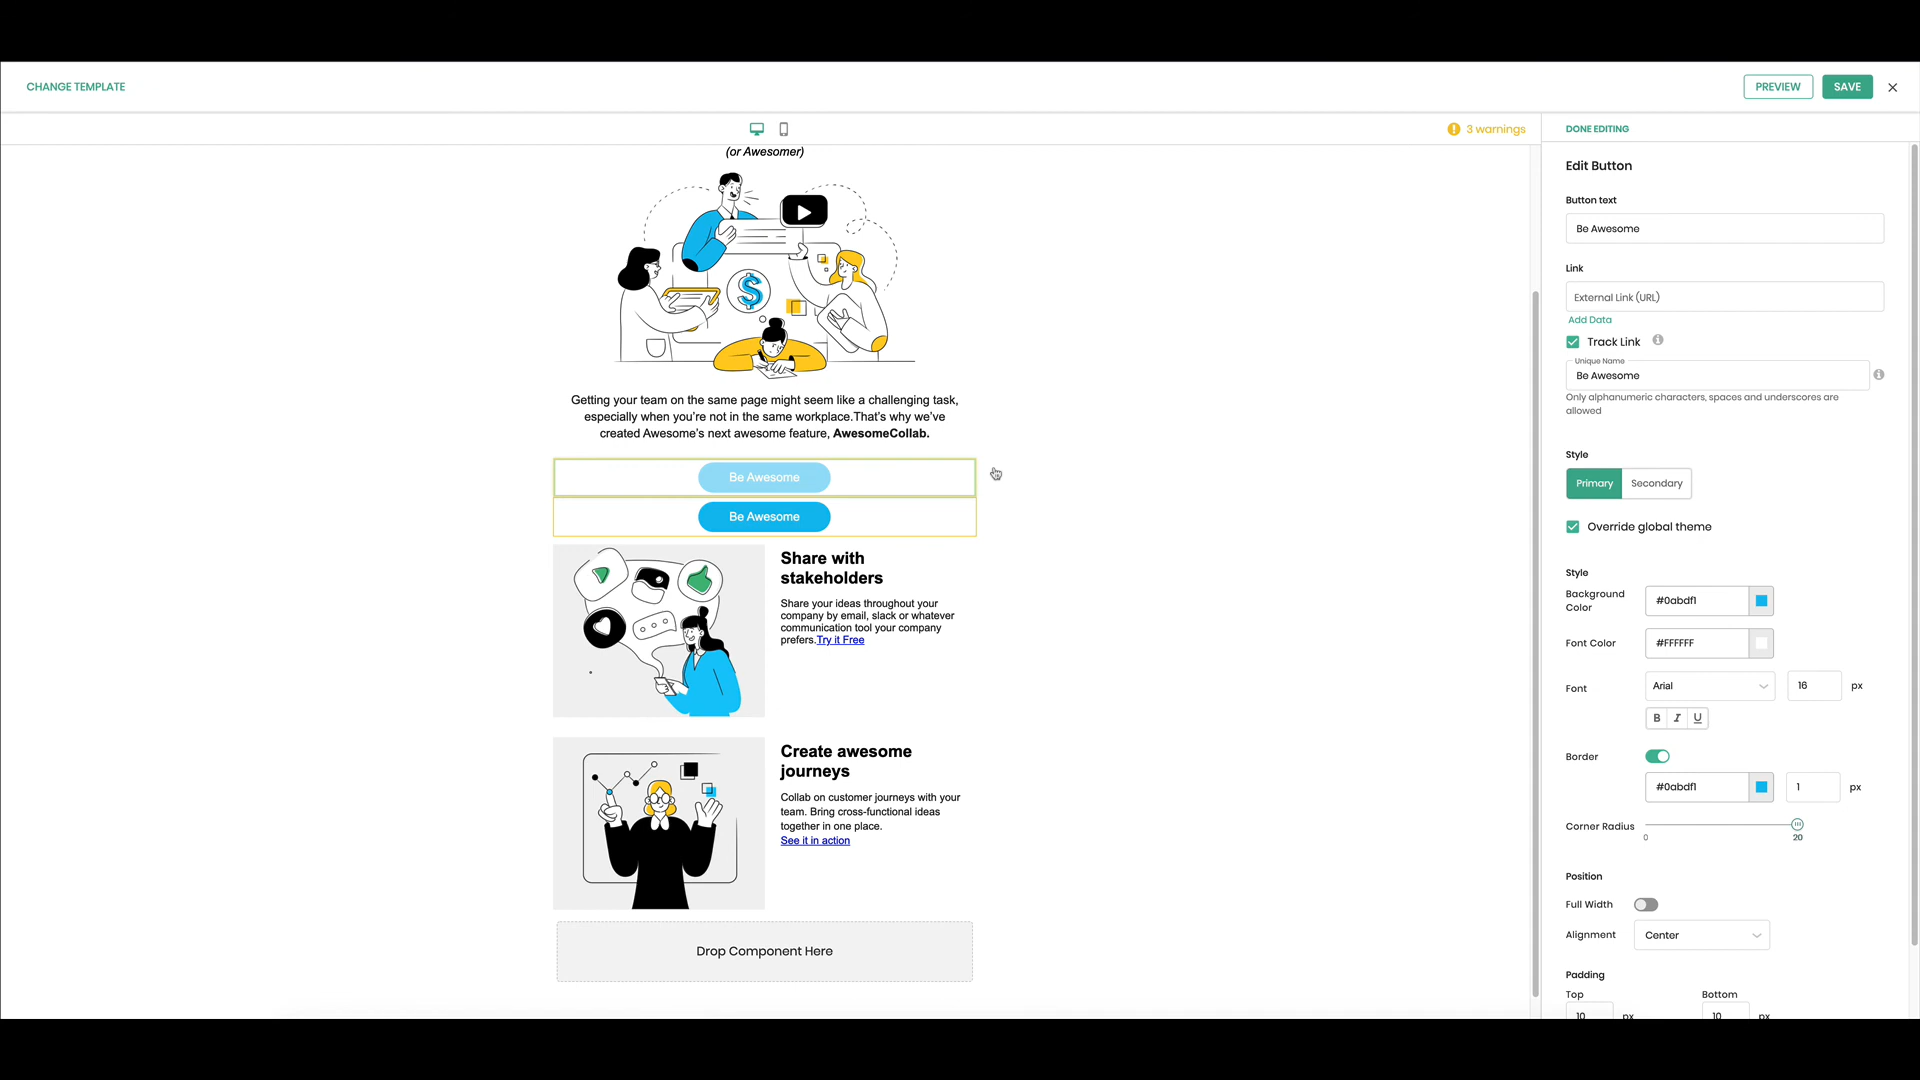 CHANGE TEMPLATE
PREVIEW
SAVE
3 warnings
DONE EDITING
(or Awesomer)
$
Getting your team on the same page might seem like a challenging task,
especially when you're not in the same workplace.That's why we've
created Awesome's next awesome feature, AwesomeCollab.
Be Awesome
Be Awesome
Share with
stakeholders
Share your ideas throughout your
company by email, slack or whatever
communication tool your company
prefers.Try it Free
Create awesome
journeys
Collab on customer journeys with your
team. Bring cross-functional ideas
together in one place.
See it in action
Drop Component Here
Edit Button
Button text
Be Awesome
Link
External Link (URL)
Add Data
Track Link
Unique Name
Be Awesome
Only alphanumeric characters, spaces and underscores are
allowed
Style
Primary
Secondary
Override global theme
Style
Background
Color
#0abdf1
Font Color
#FFFFFF
Font
Arial
16
px
B I U
Border
#0abdf1
1
px
Corner Radius
0
20
Position
Full Width
Alignment
Center
Padding
Top
Bottom
10
px
10
px